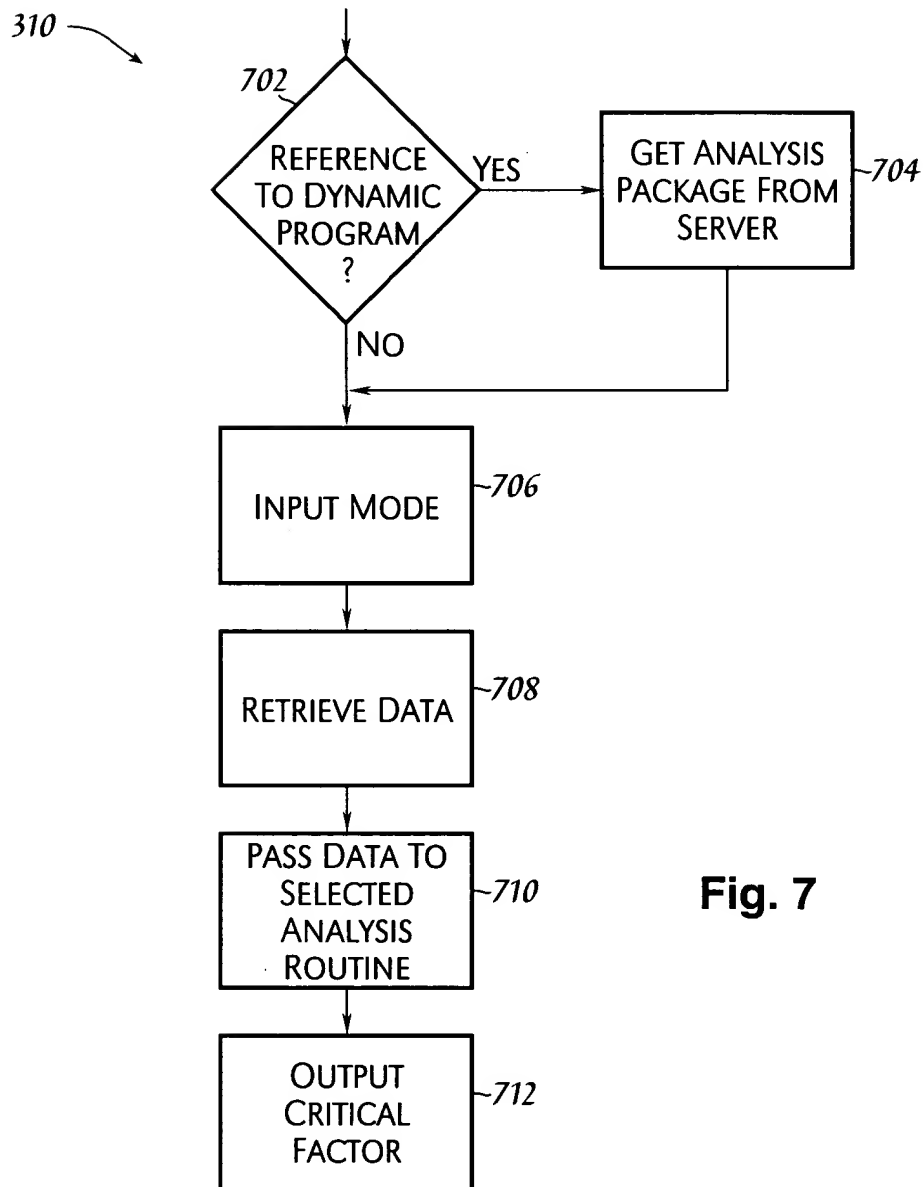 310
702
REFERENCE
TO DYNAMIC
PROGRAM
?
YES
GET ANALYSIS
PACKAGE FROM
SERVER
704
NO
INPUT MODE
706
RETRIEVE DATA
708
PASS DATA TO
SELECTED
ANALYSIS
ROUTINE
710
Fig. 7
OUTPUT
CRITICAL
FACTOR
712